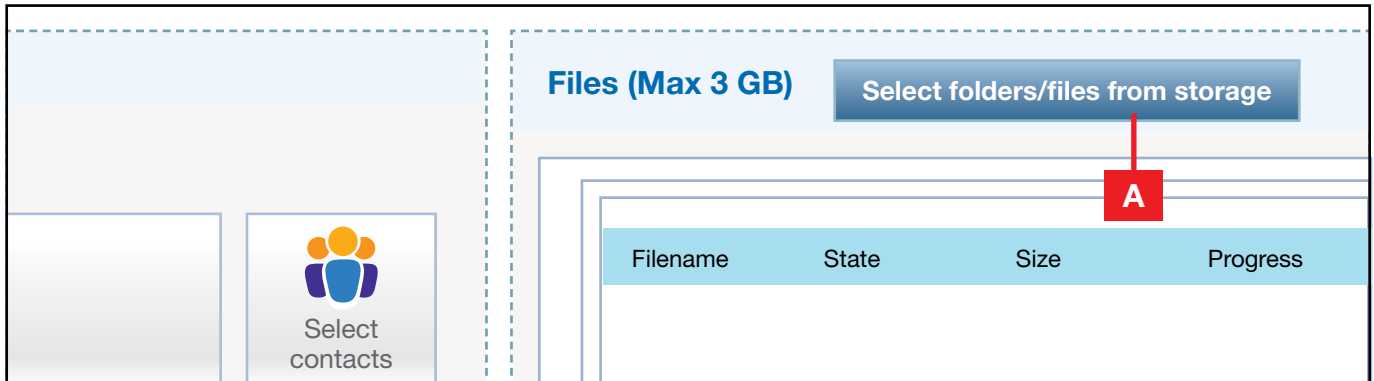 Files (Max 3 GB)
Select folders/files from storage
A
Filename State Size Progress
Select
contacts